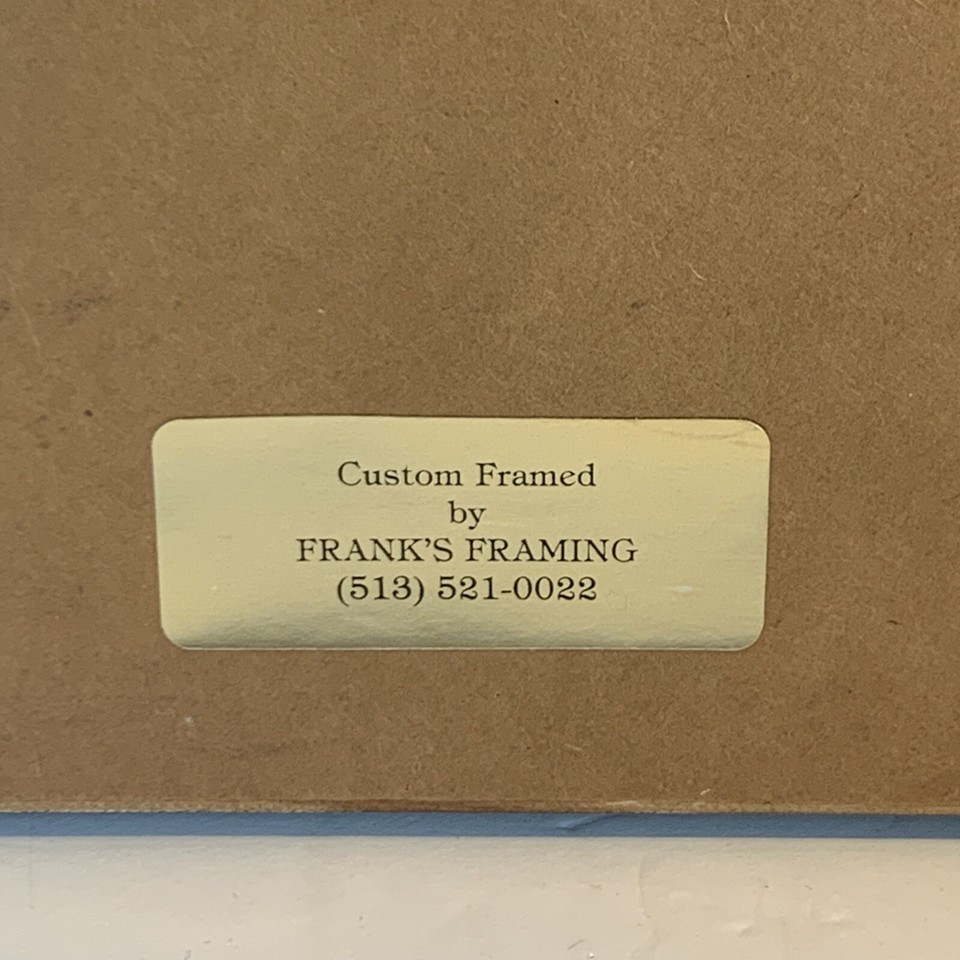 Custom Framed
by
FRANK'S FRAMING
(513) 521-0022